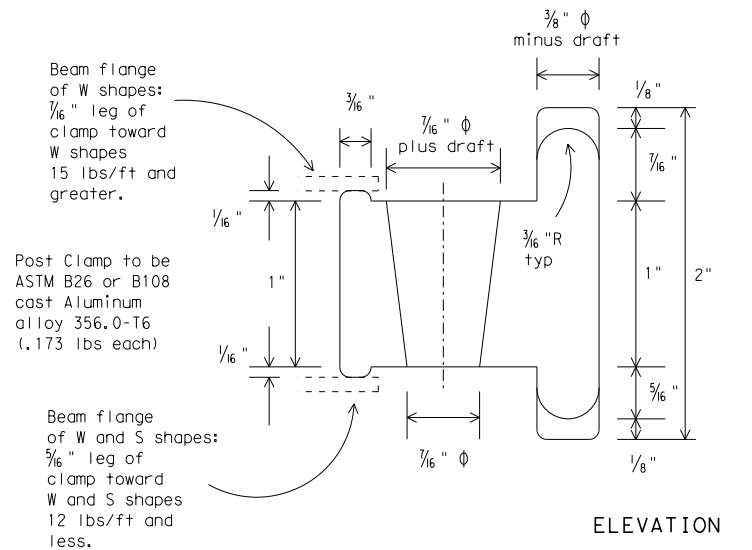 Beam flange
of W shapes:
7/16 " leg of
clamp toward
W shapes
15 lbs/ft and
greater.
3/16 "
7/16 " ϕ
plus draft
3/8 " ϕ
minus draft
1/8 "
7/16 "
1/16 "
3/16 "R
typ
Post Clamp to be
ASTM B26 or B108
cast Aluminum
alloy 356.0-T6
(.173 lbs each)
1"
1"
2"
1/16 "
5/16 "
Beam flange
of W and S shapes:
5/16 " leg of
clamp toward
W and S shapes
12 lbs/ft and
less.
7/16 " ϕ
1/8 "
ELEVATION